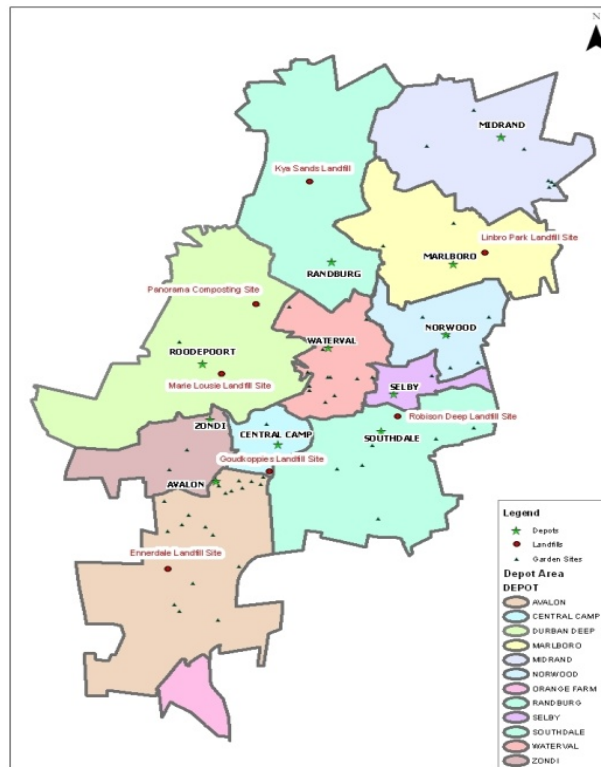 N
MIDRAND
Kya Sands Landfill
Linbro Park Landfill Site
MARLBORO
RANDBURG
Panorama Composting Site
NORWOOD
WATERVAL
ROODEPOORT
Marie Lousie Landfill Site
SELBY
Robison Deep Landfill Site
ZONDI
CENTRAL CAMP
SOUTHDALE
Goudkoppies Landfill Site
AVALON
Ennerdale Landfill Site
Legend
Depots
Landfills
Garden Sites
Depot Area
DEPOT
AVALON
CENTRAL CAMP
DURBAN DEEP
MARLBORO
MIDRAND
NORWOOD
ORANGE FARM
RANDBURG
SELBY
SOUTHDALE
WATERVAL
ZONDI